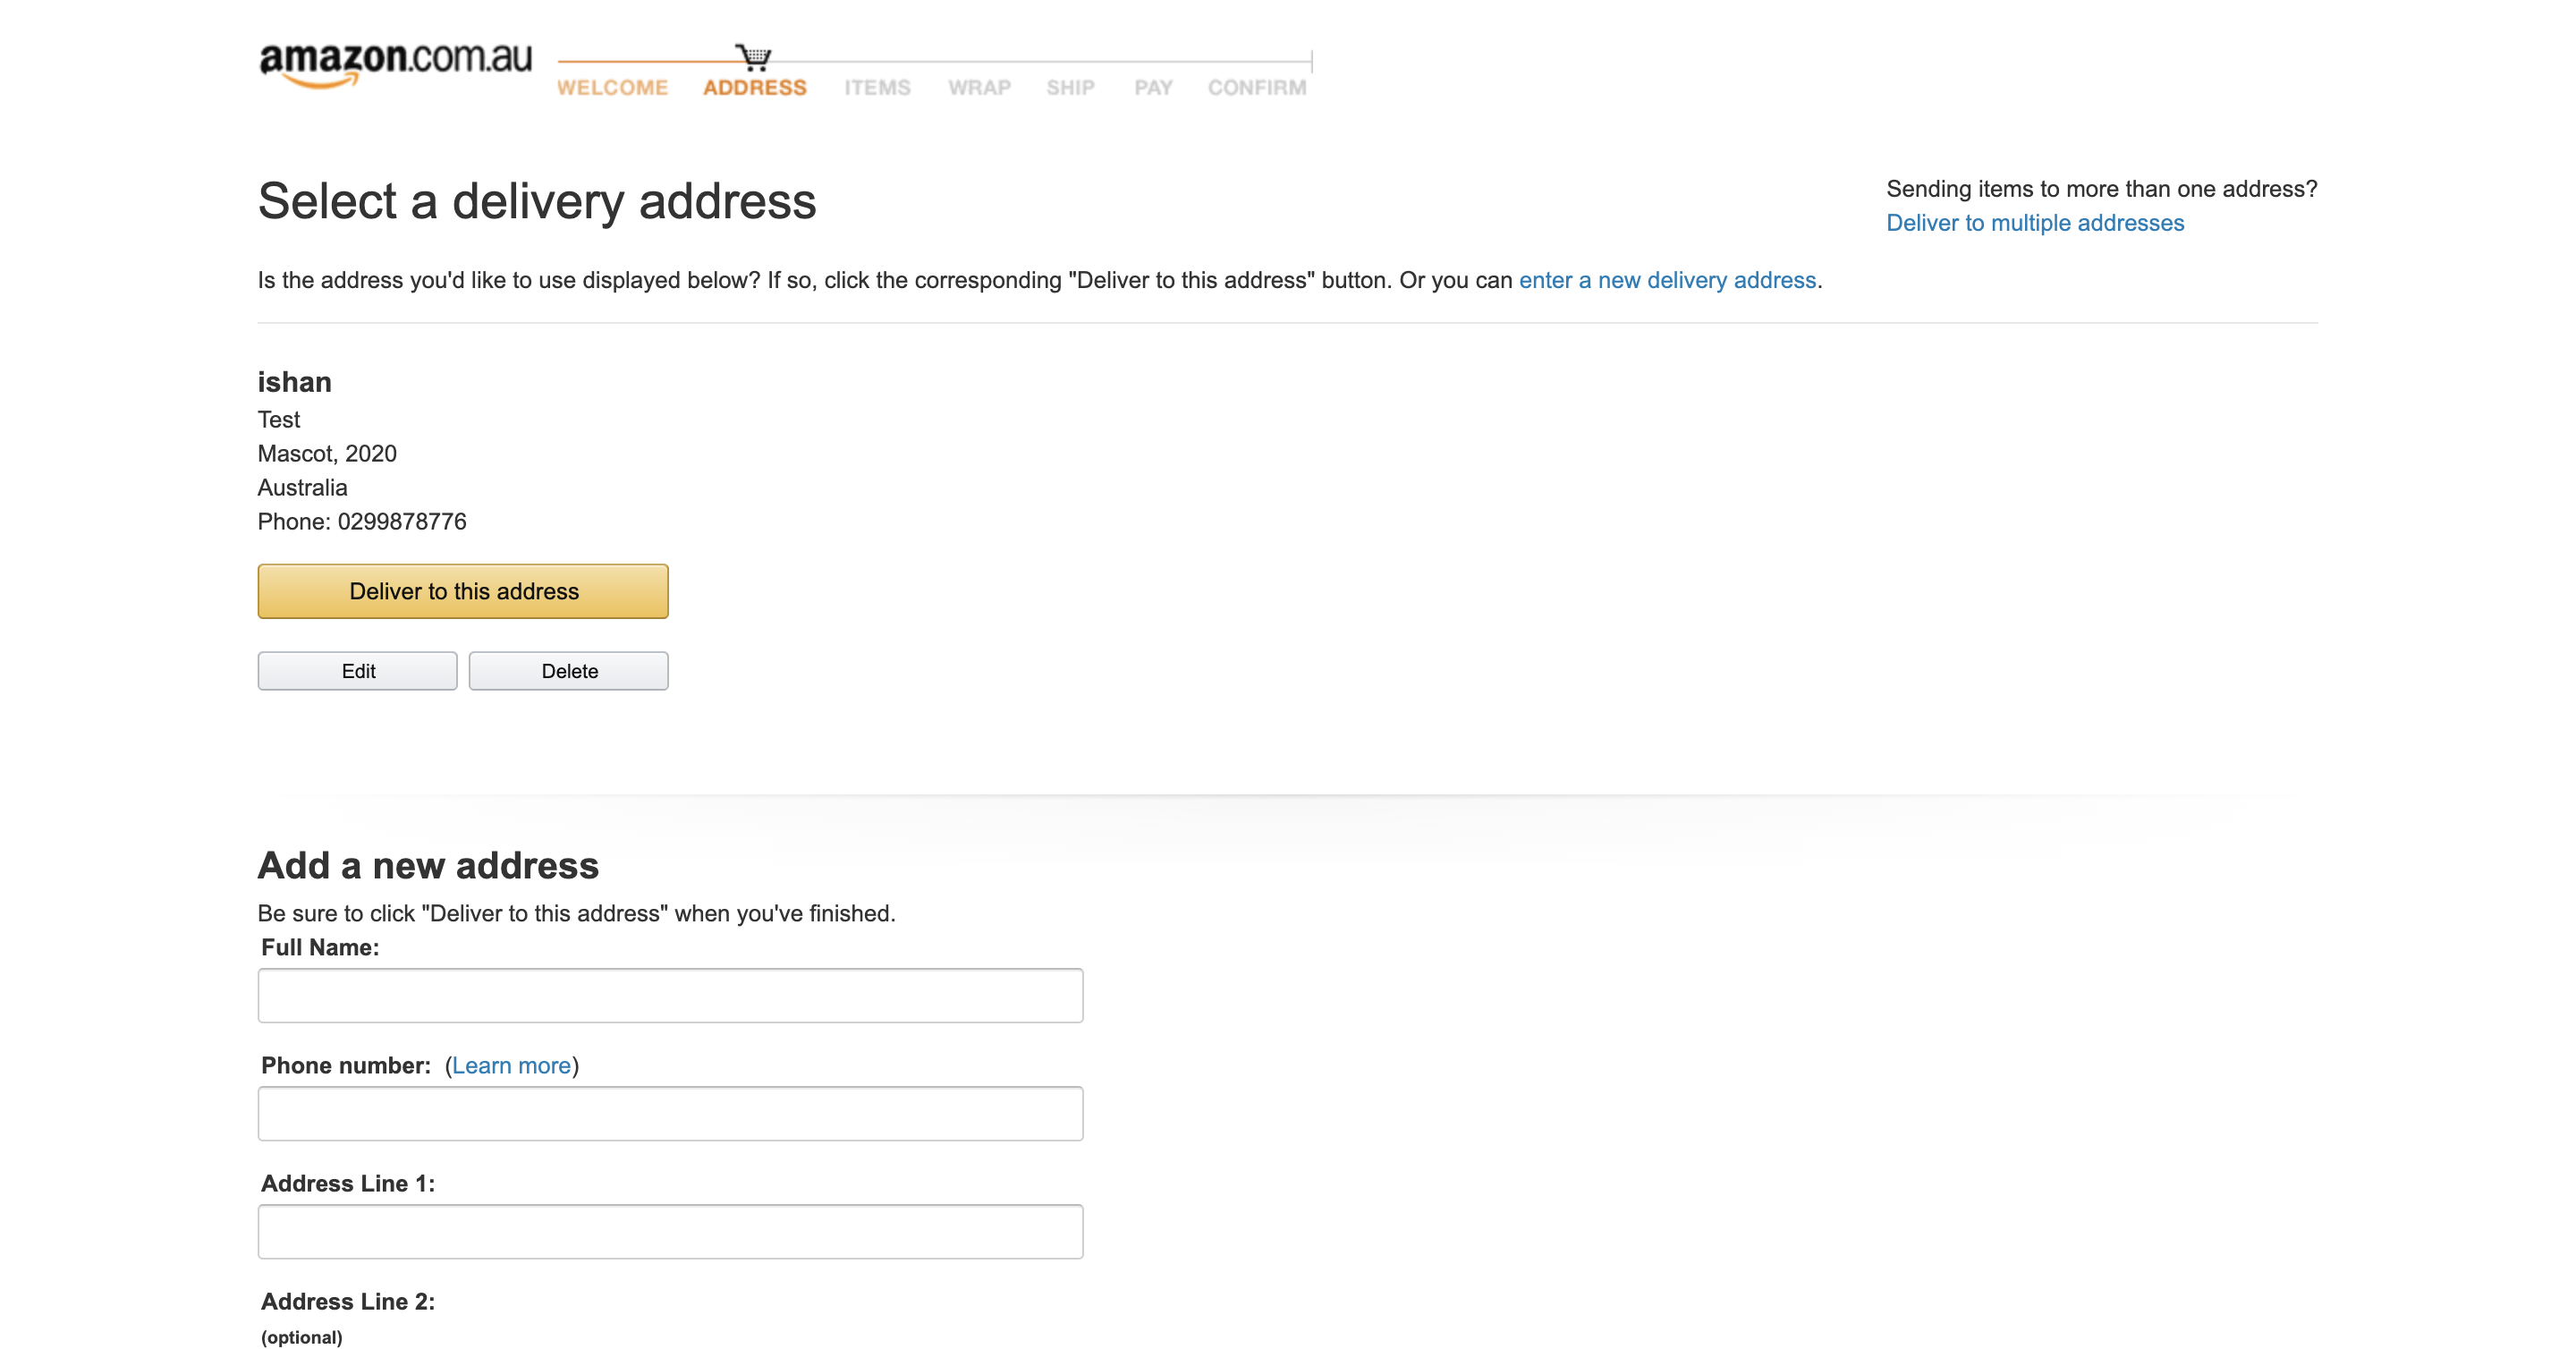 amazon.com.au
WELCOME ADDRESS ITEMS WRAP SHIP PAY CONFIRM
Select a delivery address
Sending items to more than one address?
Deliver to multiple addresses
Is the address you'd like to use displayed below? If so, click the corresponding "Deliver to this address" button. Or you can enter a new delivery address.
ishan
Test
Mascot, 2020
Australia
Phone: 0299878776
Deliver to this address
Edit Delete
Add a new address
Be sure to click "Deliver to this address" when you've finished.
Full Name:
Phone number: (Learn more)
Address Line 1:
Address Line 2:
(optional)